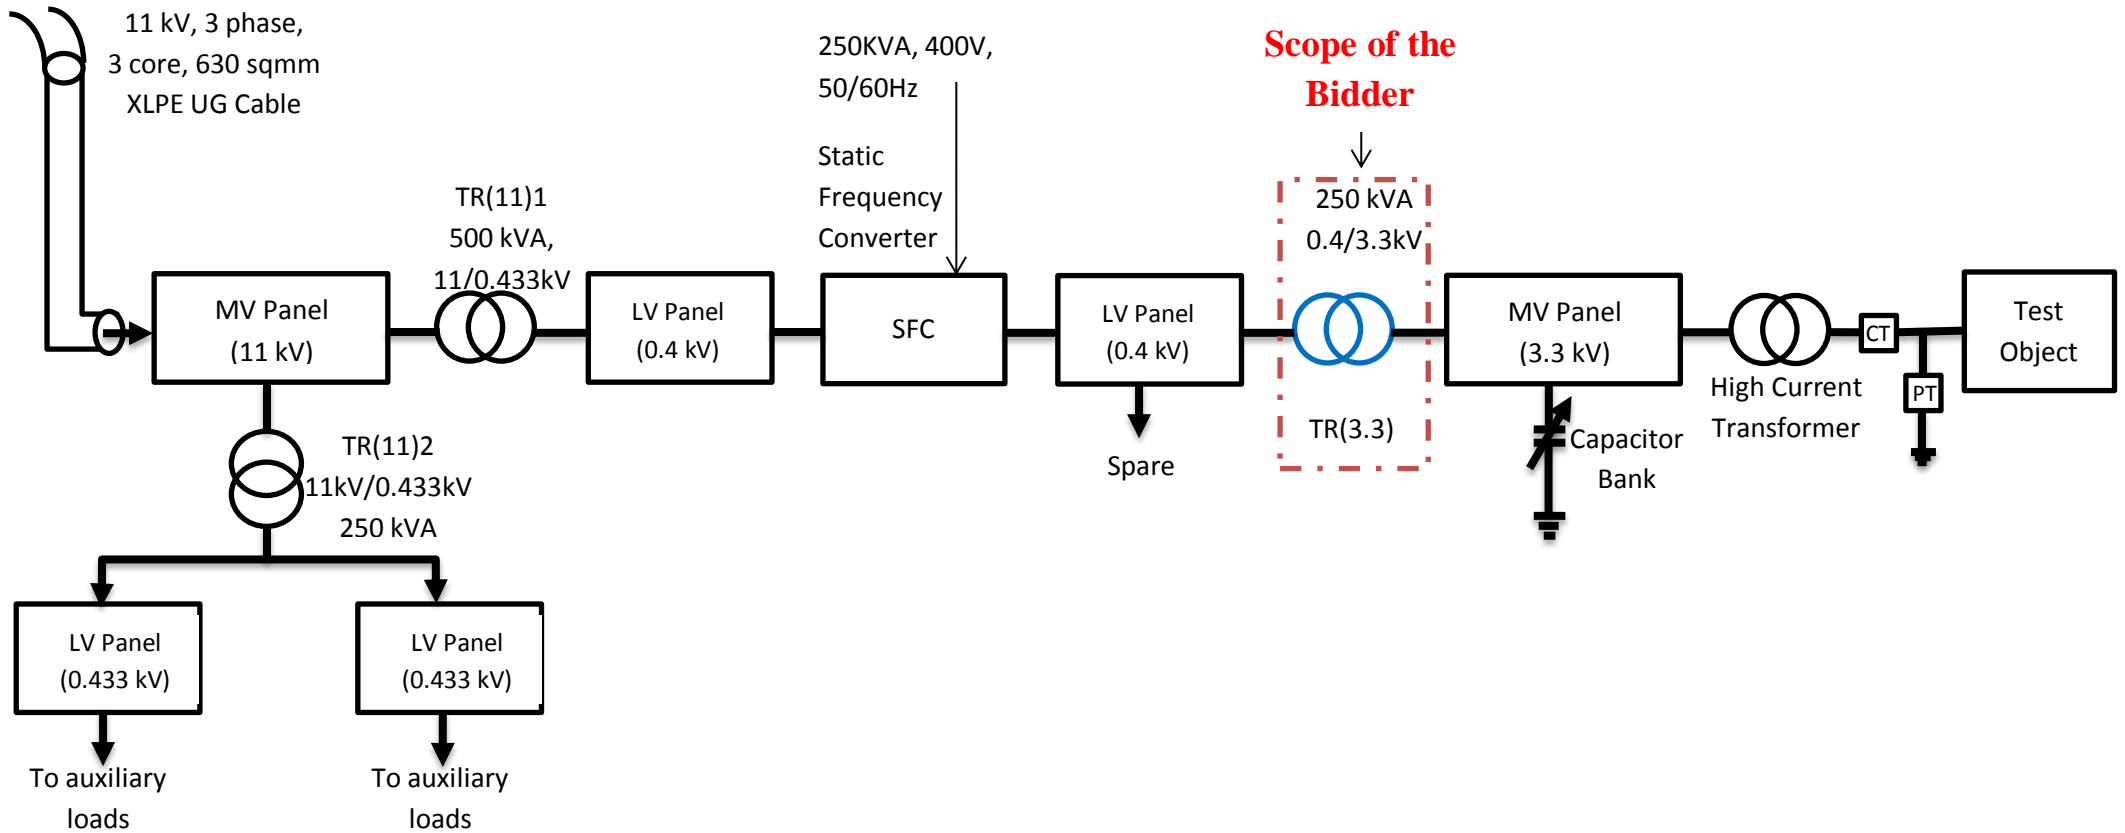 11 kV, 3 phase,
3 core, 630 sqmm
XLPE UG Cable
MV Panel
(11 kV)
TR(11)1
500 kVA,
11/0.433kV
LV Panel
(0.4 kV)
250KVA, 400V,
50/60Hz
Static
Frequency
Converter
SFC
LV Panel
(0.4 kV)
Spare
Scope of the
Bidder
250 kVA
0.4/3.3kV
TR(3.3)
MV Panel
(3.3 kV)
Capacitor
Bank
High Current
Transformer
CT
PT
Test
Object
TR(11)2
11kV/0.433kV
250 kVA
LV Panel
(0.433 kV)
To auxiliary
loads
LV Panel
(0.433 kV)
To auxiliary
loads